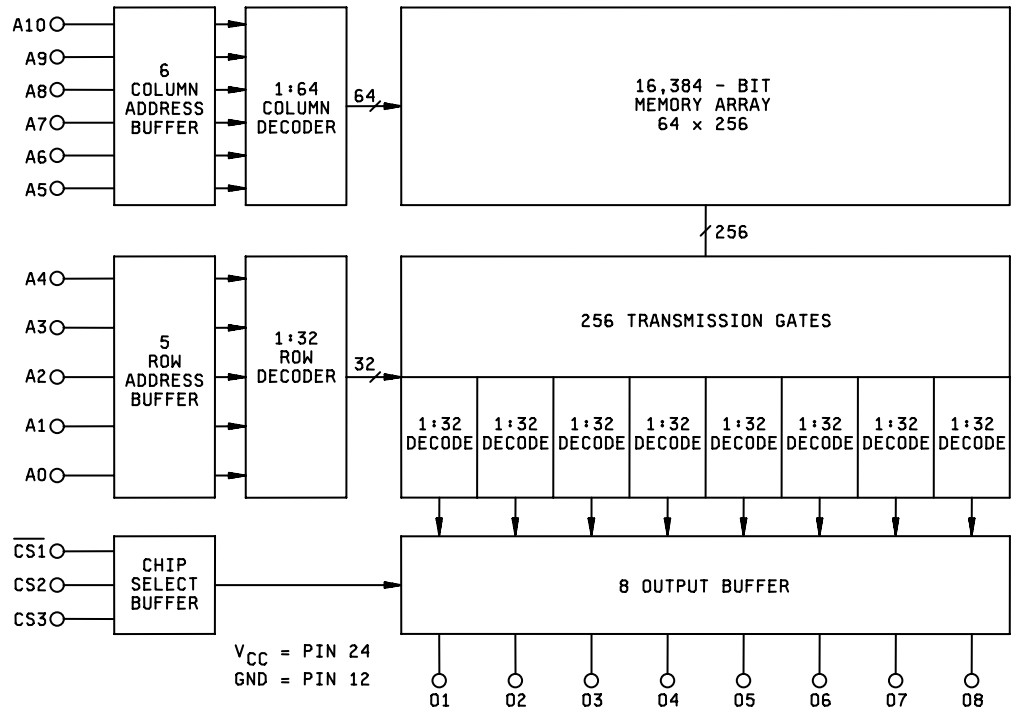 A10
A9
A8
A7
A6
A5
6
COLUMN
ADDRESS
BUFFER
1:64
COLUMN
DECODER
64
16,384 - BIT
MEMORY ARRAY
64 x 256
256
A4
A3
A2
A1
A0
5
ROW
ADDRESS
BUFFER
1:32
ROW
DECODER
32
256 TRANSMISSION GATES
1:32 1:32 1:32 1:32 1:32 1:32 1:32 1:32
DECODE DECODE DECODE DECODE DECODE DECODE DECODE DECODE
C̅S̅1̅
CS2
CS3
CHIP
SELECT
BUFFER
8 OUTPUT BUFFER
VCC = PIN 24
GND = PIN 12
O1 O2 O3 O4 O5 O6 O7 O8